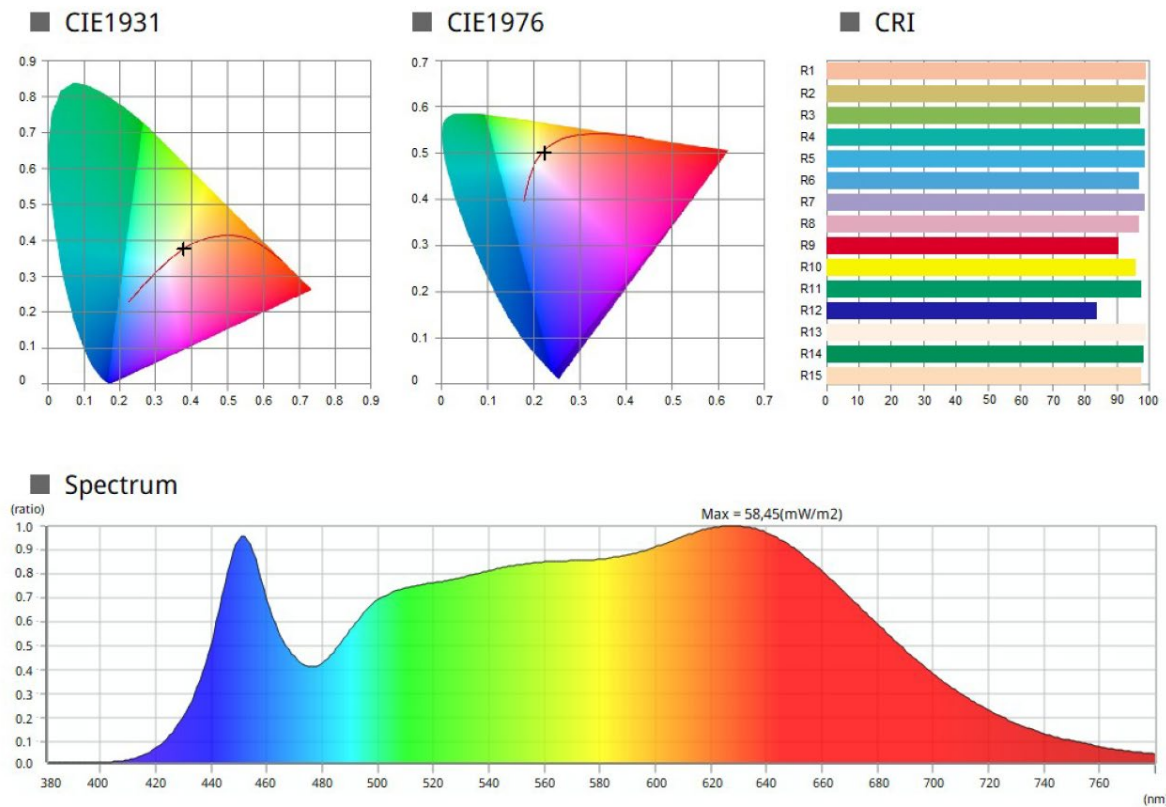 CIE1931
0.9
0.8
0.7
0.6
0.5
0.4
0.3
0.2
0.1
0
0 0.1 0.2 0.3 0.4 0.5 0.6 0.7 0.8 0.9
CIE1976
0.7
0.6
0.5
0.4
0.3
0.2
0.1
0
0 0.1 0.2 0.3 0.4 0.5 0.6 0.7
CRI
R1
R2
R3
R4
R5
R6
R7
R8
R9
R10
R11
R12
R13
R14
R15
0 10 20 30 40 50 60 70 80 90 100
Spectrum
(ratio)
Max = 58,45(mW/m2)
1.0
0.9
0.8
0.7
0.6
0.5
0.4
0.3
0.2
0.1
0.0
380 400 420 440 460 480 500 520 540 560 580 600 620 640 660 680 700 720 740 760
(nm)